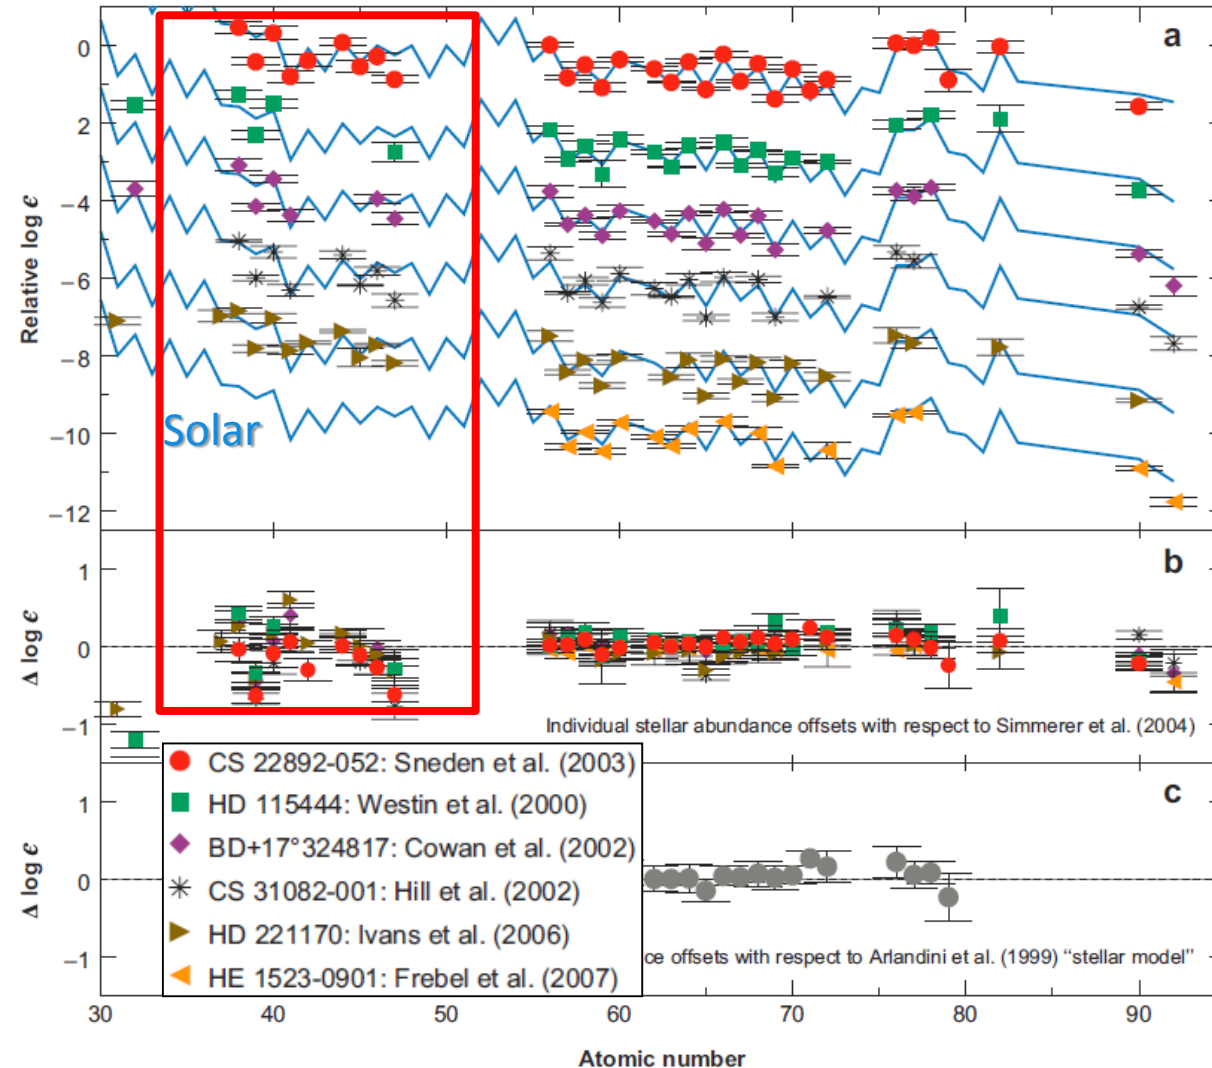 a
0
2
−4
−6
−8
−10
−12
Relative log ϵ
Solar
b
1
0
−1
Δ log ϵ
Individual stellar abundance offsets with respect to Simmerer et al. (2004)
CS 22892-052: Sneden et al. (2003)
HD 115444: Westin et al. (2000)
BD+17°324817: Cowan et al. (2002)
CS 31082-001: Hill et al. (2002)
HD 221170: Ivans et al. (2006)
HE 1523-0901: Frebel et al. (2007)
c
1
0
−1
Δ log ϵ
ce offsets with respect to Arlandini et al. (1999) “stellar model”
30 40 50 60 70 80 90
Atomic number